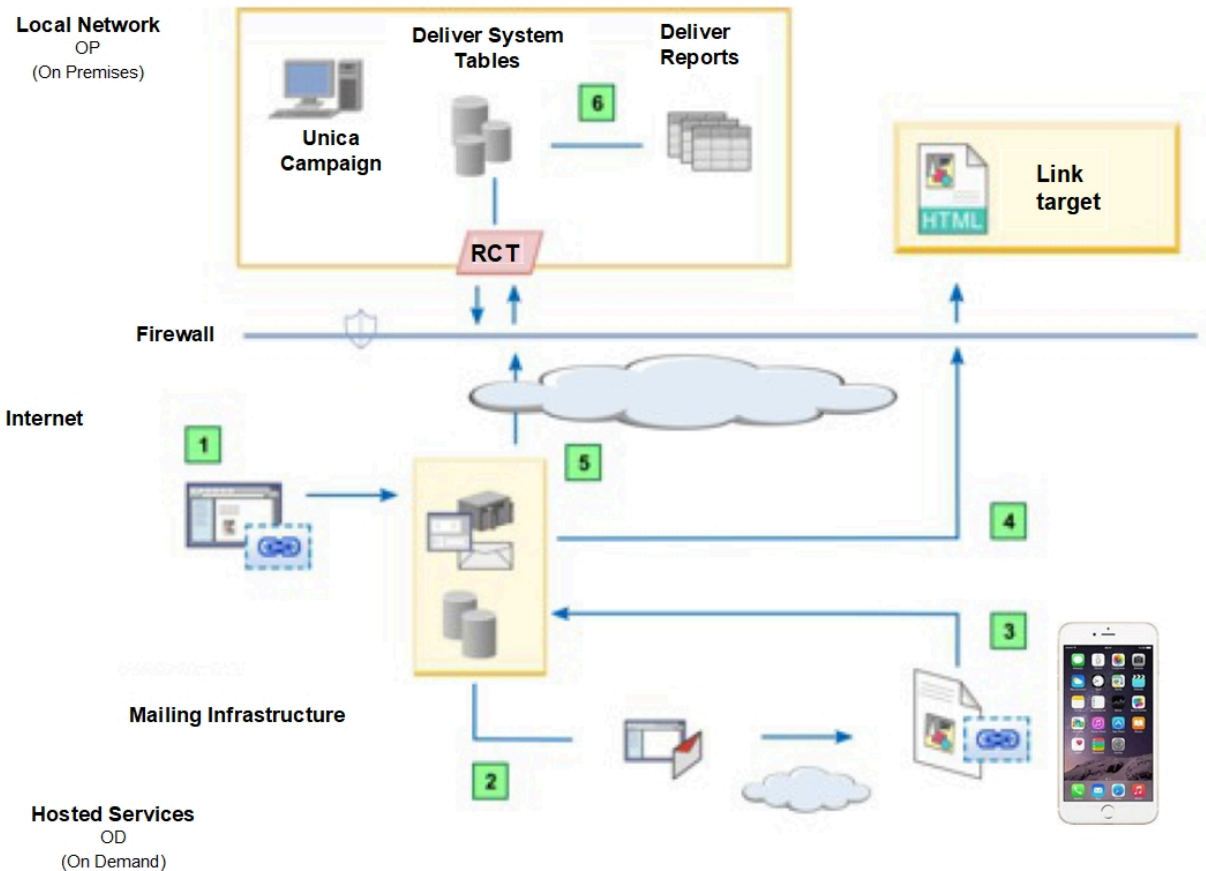 Local Network
OP
(On Premises)
Deliver System
Tables
Deliver
Reports
6
Unica
Campaign
Link
target
HTML
RCT
Firewall
Internet
1
5
4
3
Mailing Infrastructure
2
Hosted Services
OD
(On Demand)